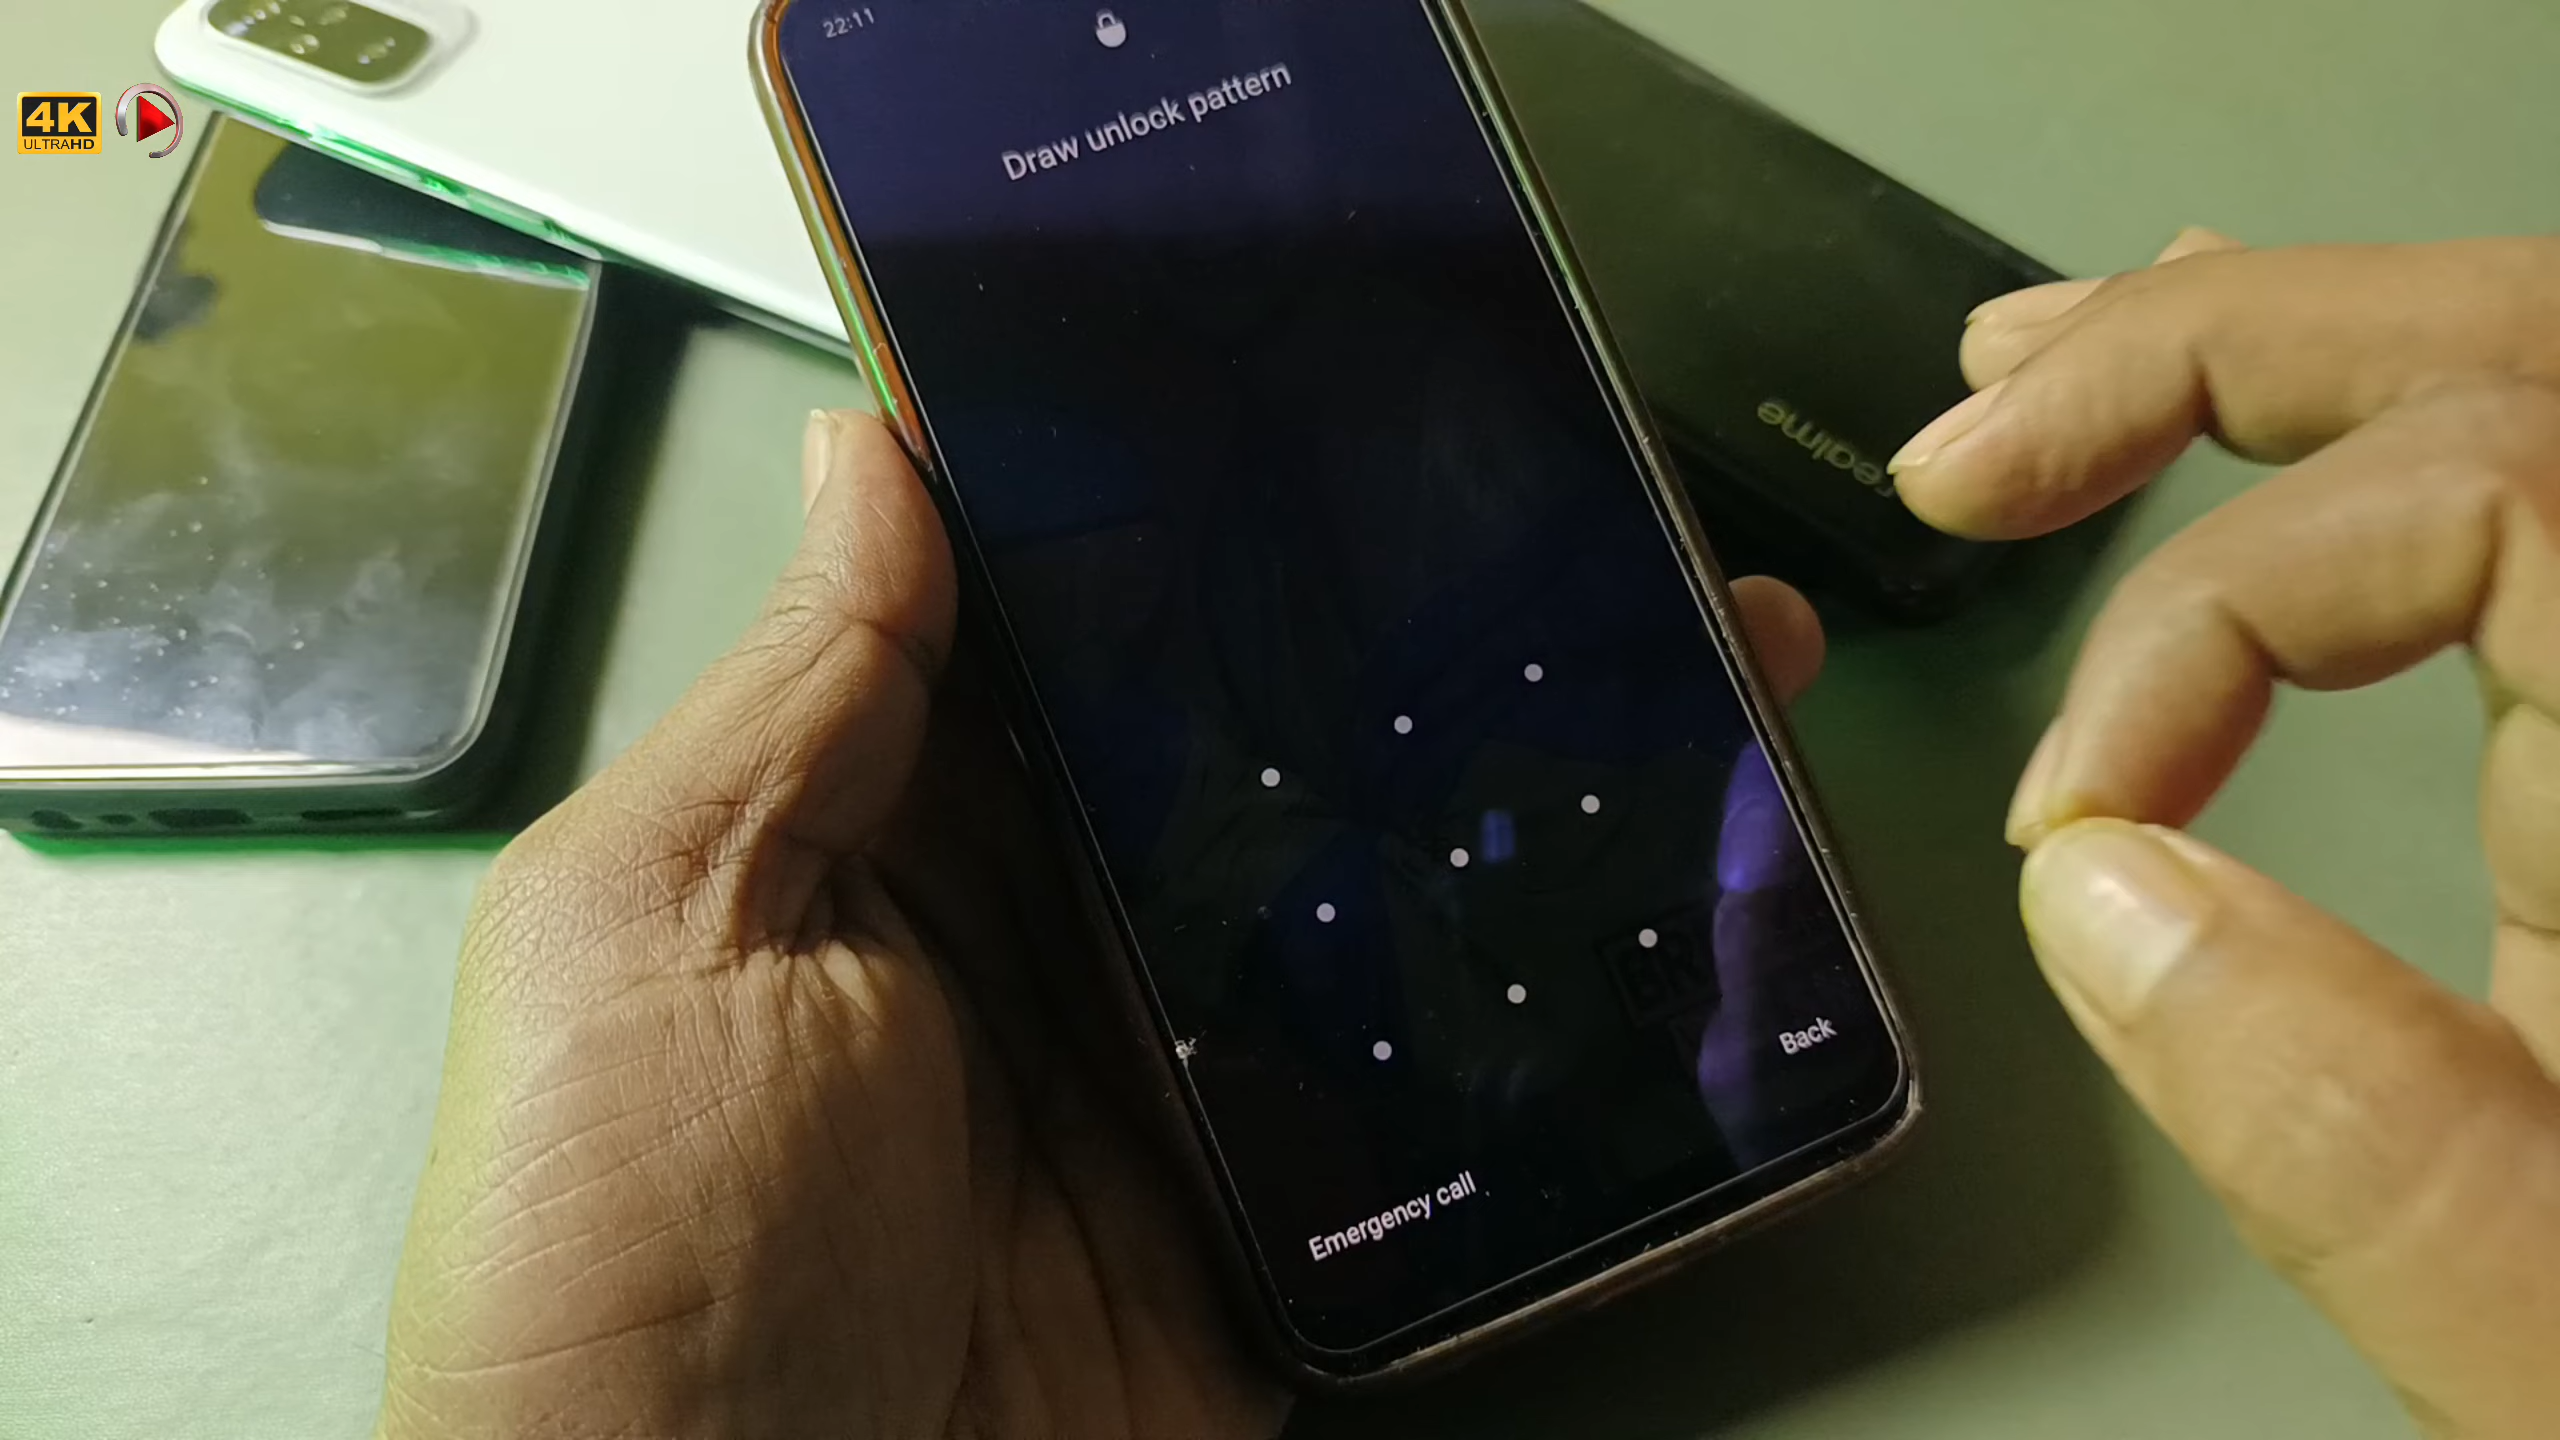 4K
ULTRAHD
22:11
Draw unlock pattern
realme
Back
Emergency call